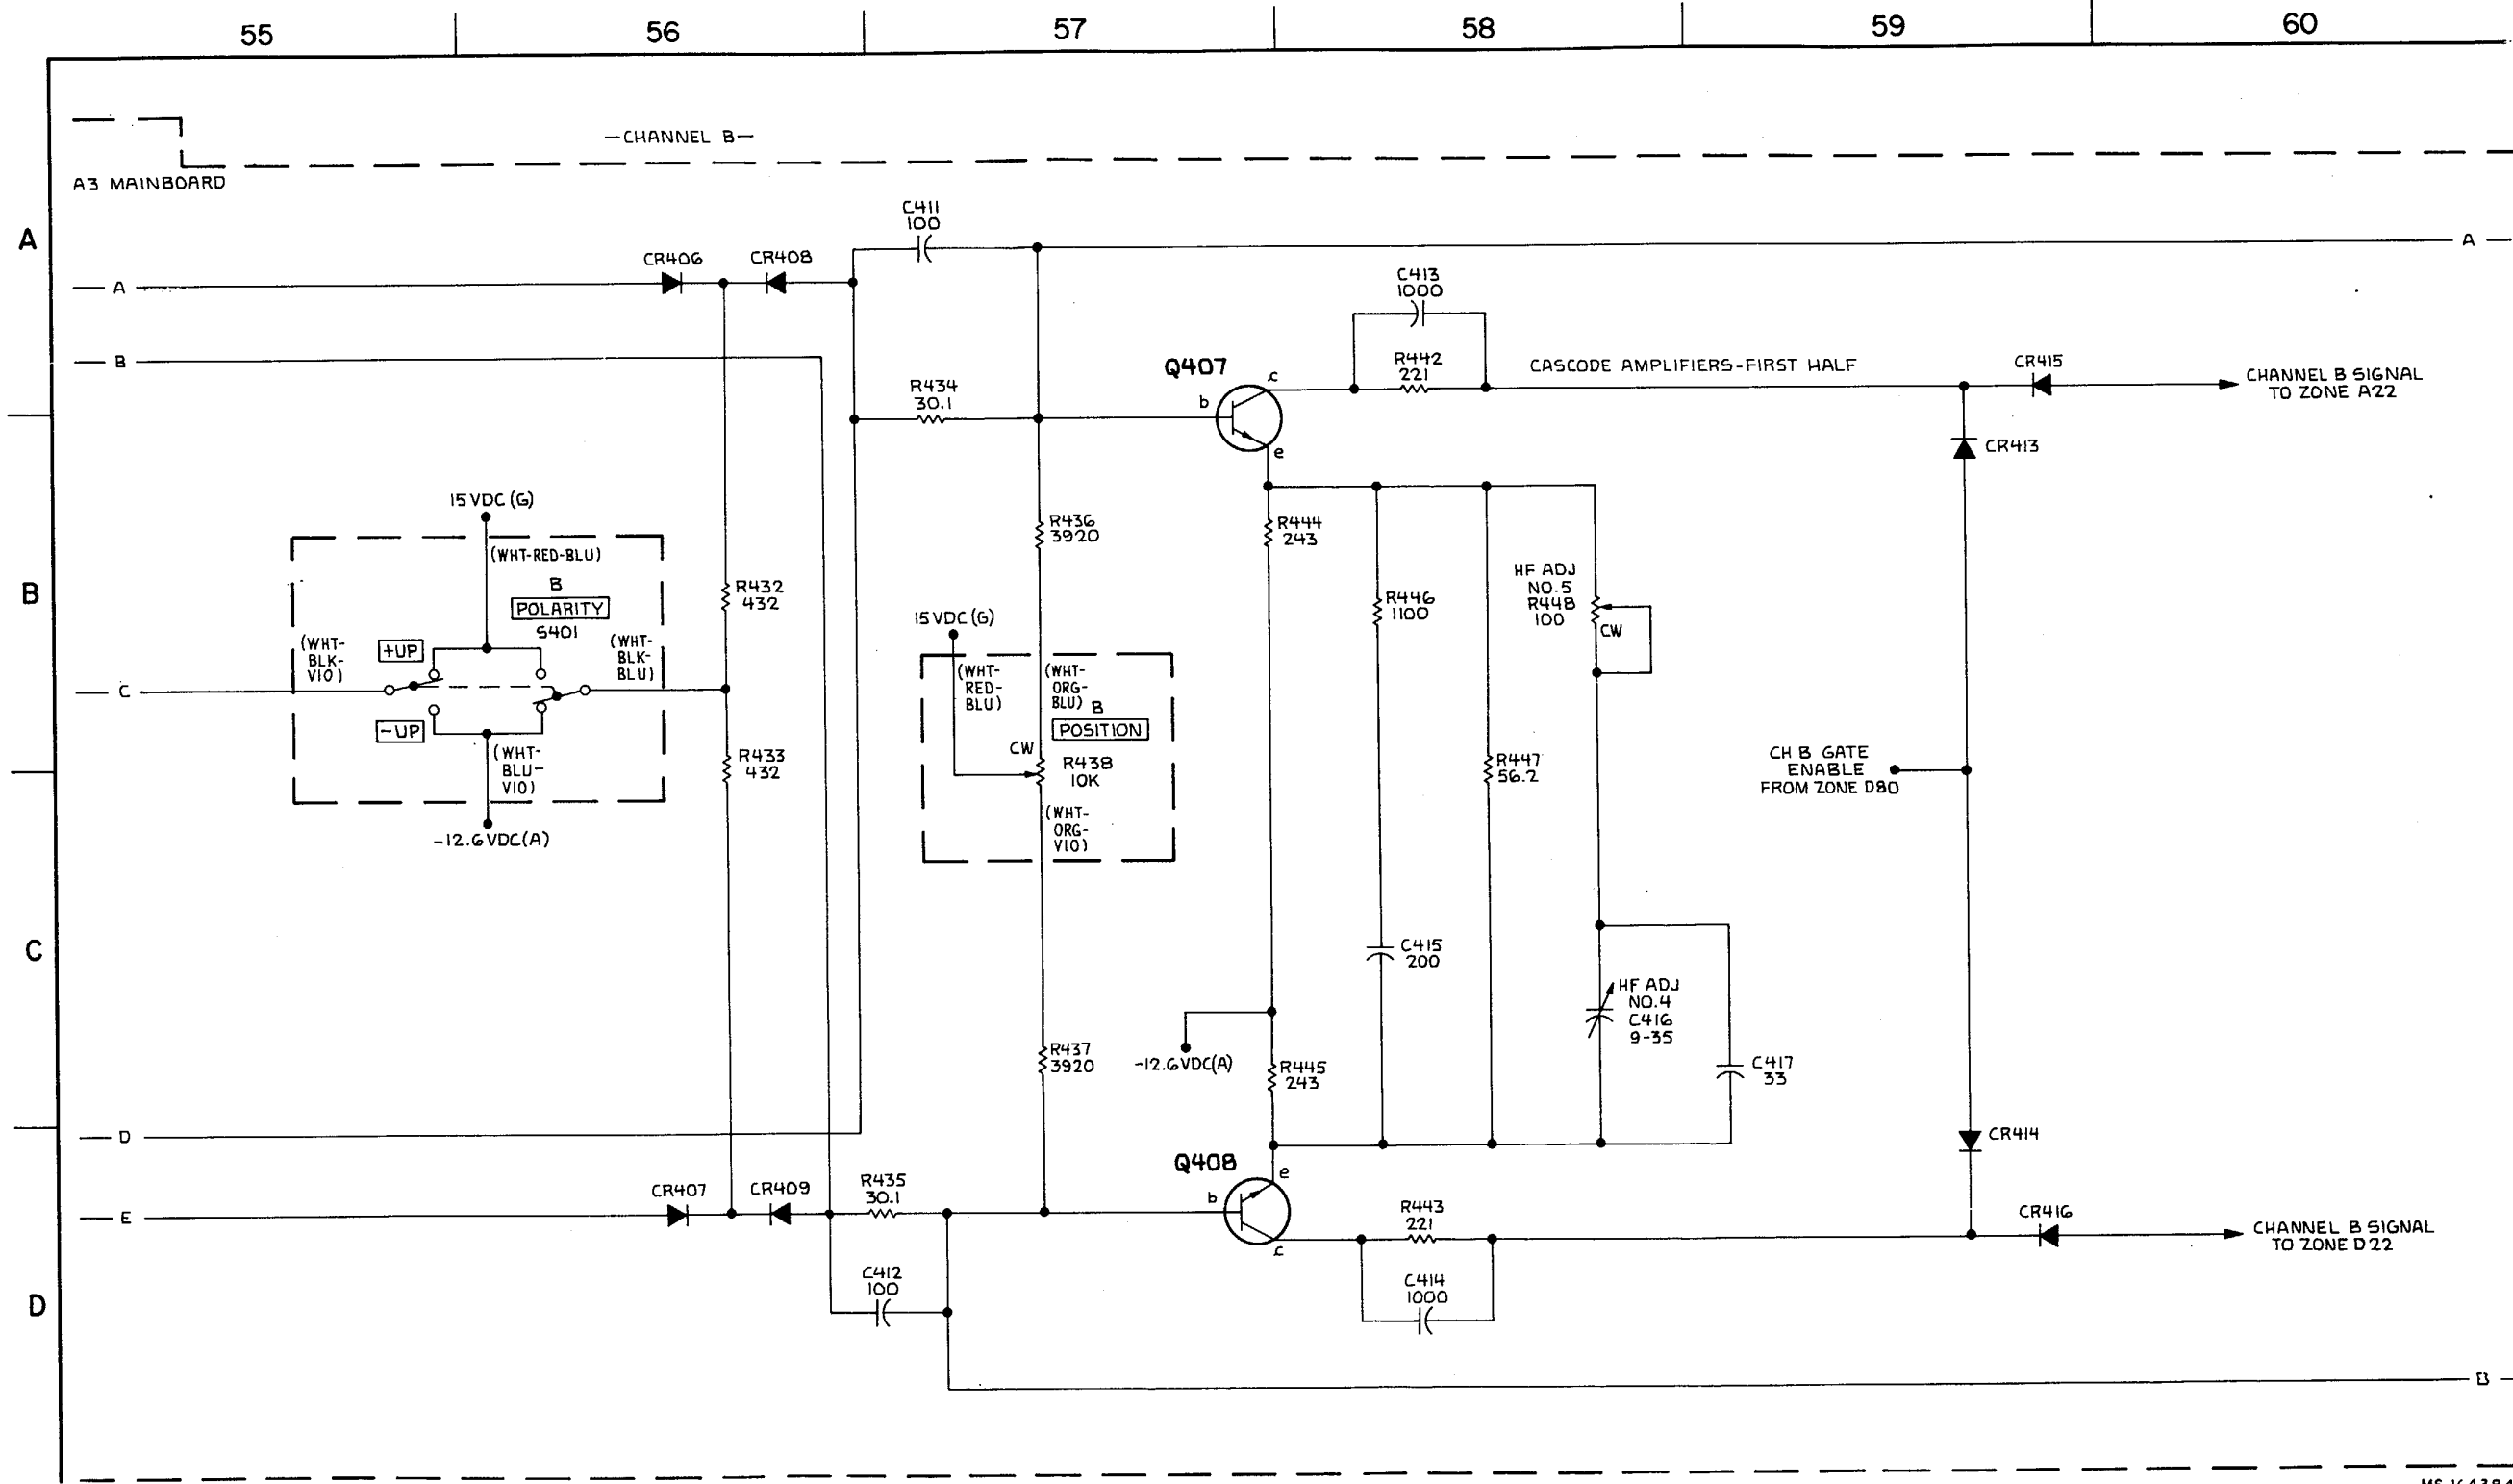 55 56 57 58 59 60
—CHANNEL B—
A3 MAINBOARD
A
B
C
D
C411
100
CR406
CR408
A
A
B
C413
1000
R442
221
Q407
c
b
e
CASCODE AMPLIFIERS-FIRST HALF
CR415
CHANNEL B SIGNAL
TO ZONE A22
R434
30.1
CR413
15 VDC (G)
(WHT-RED-BLU)
B
POLARITY
S401
(WHT-
BLK-
VIO)
+UP
(WHT-
BLK-
BLU)
C
-UP
(WHT-
BLU-
VIO)
-12.6 VDC(A)
R432
432
R433
432
R436
3920
15 VDC (G)
(WHT-
RED-
BLU)
(WHT-
ORG-
BLU)
B
POSITION
CW
R438
10K
(WHT-
ORG-
VIO)
R437
3920
R444
243
R446
1100
HF ADJ
NO.5
R448
100
CW
R447
56.2
CH B GATE
ENABLE
FROM ZONE D80
C415
200
HF ADJ
NO.4
C416
9-35
C417
33
-12.6 VDC(A)
R445
243
D
CR414
Q408
e
b
c
CR407
CR409
R435
30.1
E
R443
221
CR416
CHANNEL B SIGNAL
TO ZONE D22
C412
100
C414
1000
B